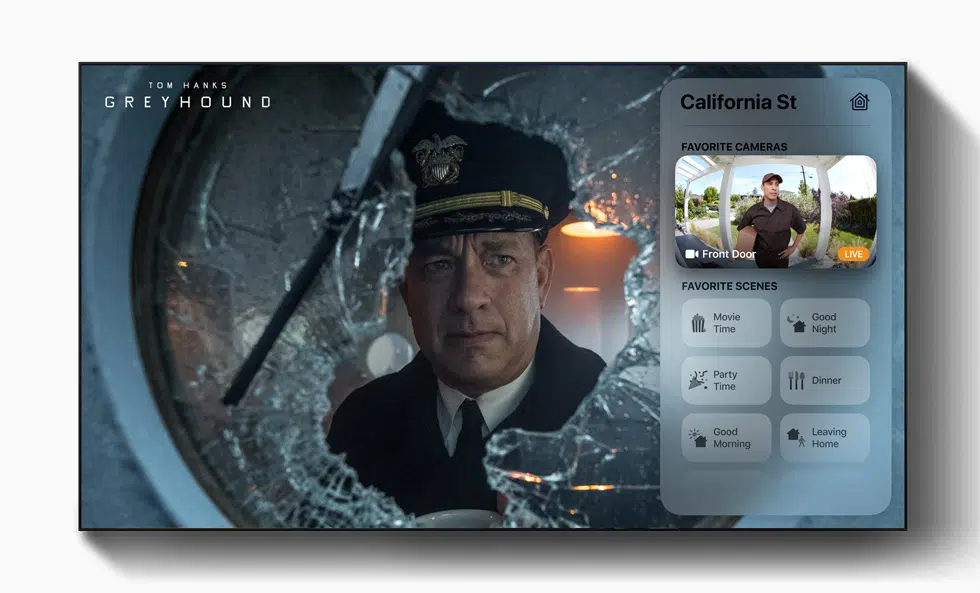 TOM HANKS
GREYHOUND
California St
FAVORITE CAMERAS
Front Door
LIVE
FAVORITE SCENES
Movie
Time
Good
Night
Party
Time
Dinner
Good
Morning
Leaving
Home